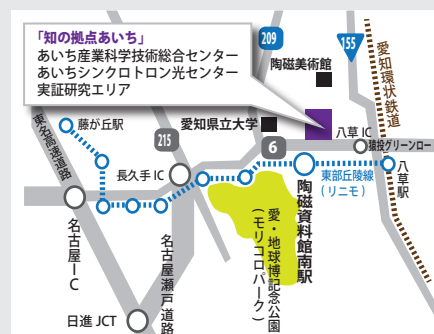 「知の拠点あいち」
あいち産業科学技術総合センター
あいちシンクロトロン光センター
実証研究エリア
209
155
陶磁美術館
愛知環状鉄道
東名高速道路
藤が丘駅
215
愛知県立大学
6
八草IC
猿投グリーンロー
長久手IC
東部丘陵線
(リニモ)
八草駅
陶磁資料館南駅
愛・地球博記念公園
(モリコロパーク)
名古屋IC
名古屋瀬戸道路
日進JCT